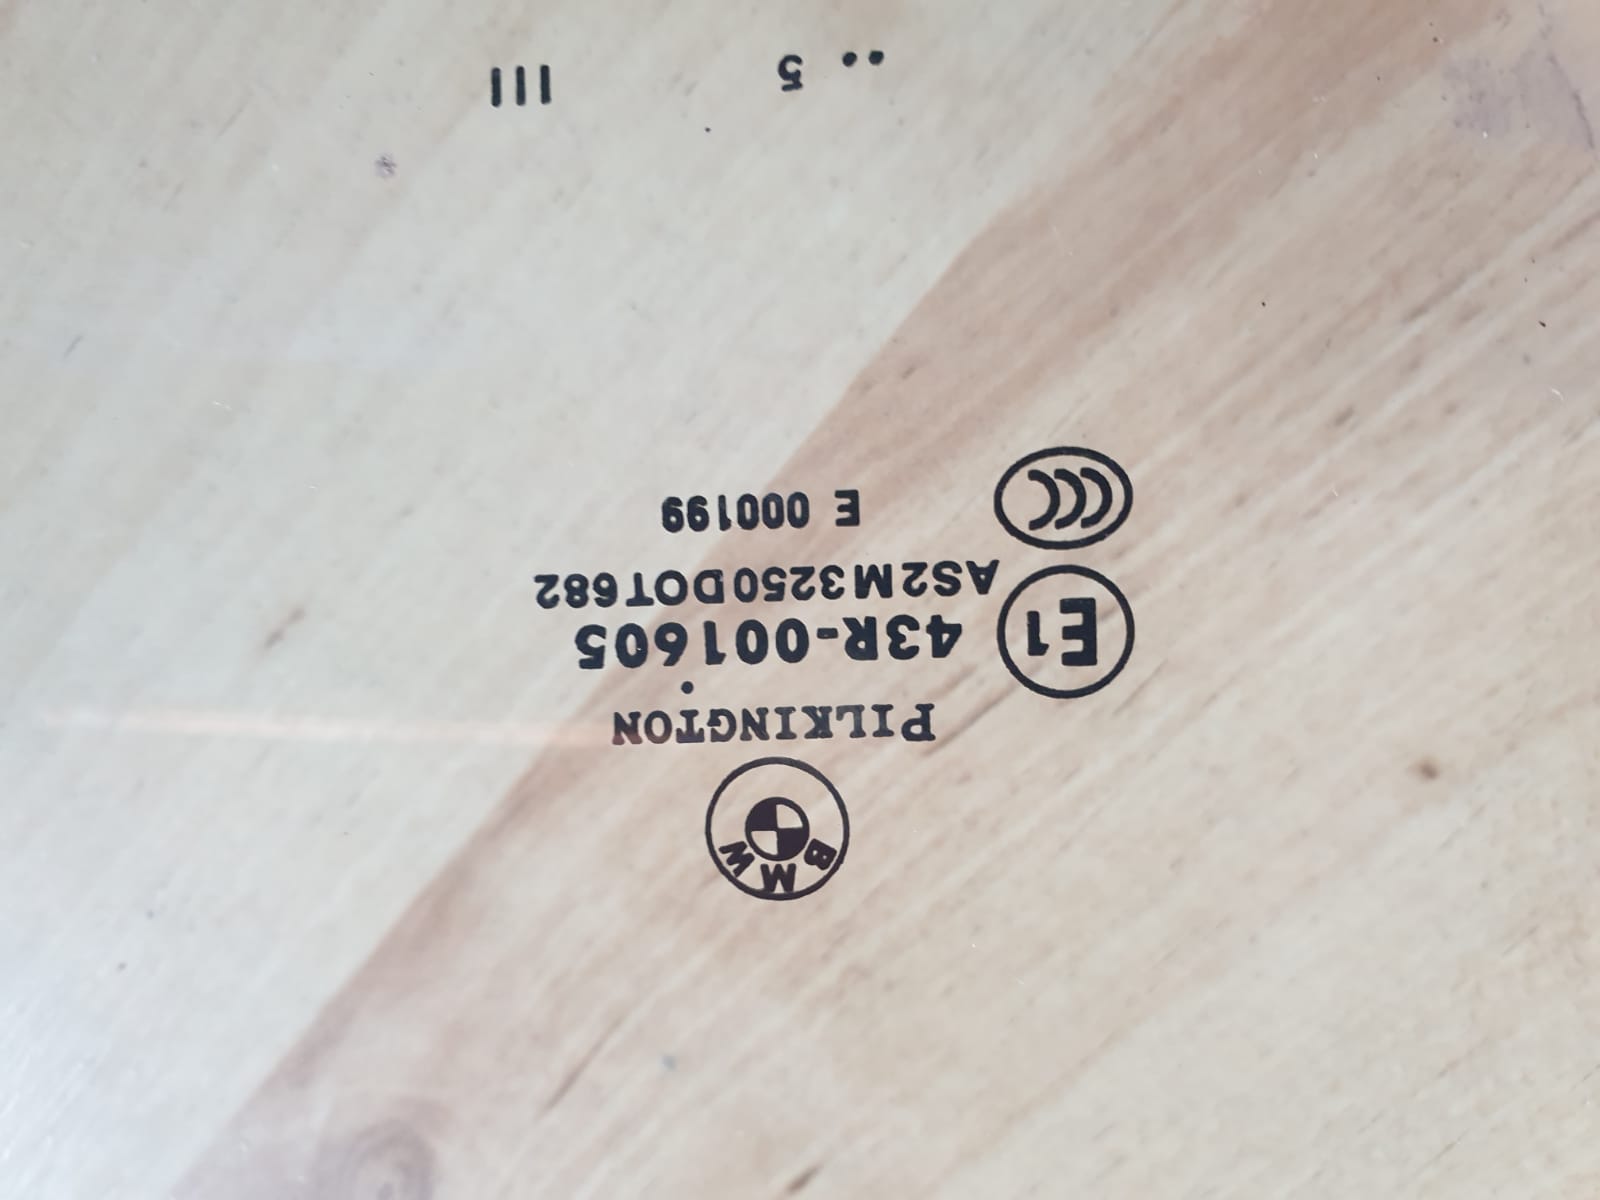 BMW
PILKINGTON
E1 43R-001605
AS2M3250DOT682
CCC E 000199
•• 5 III